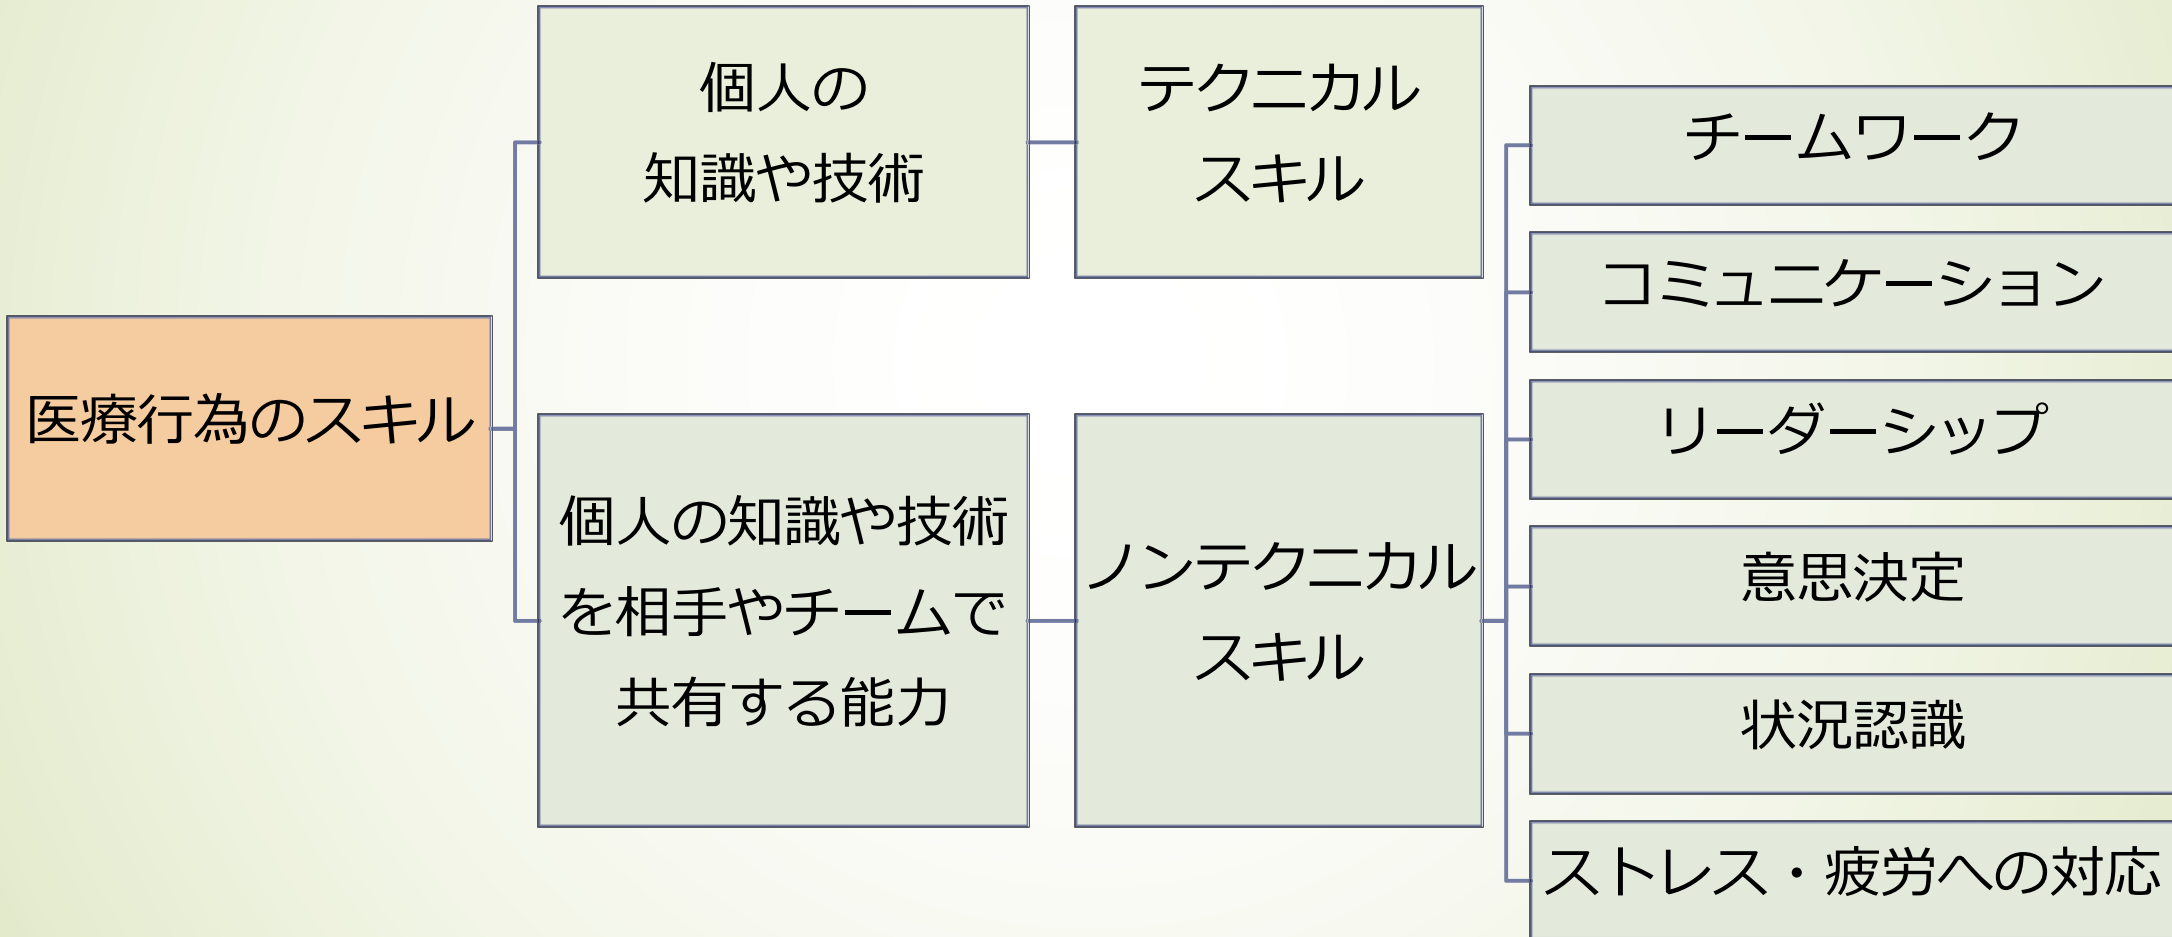 医療行為のスキル
個人の
知識や技術
テクニカル
スキル
個人の知識や技術
を相手やチームで
共有する能力
ノンテクニカル
スキル
チームワーク
コミュニケーション
リーダーシップ
意思決定
状況認識
ストレス・疲労への対応